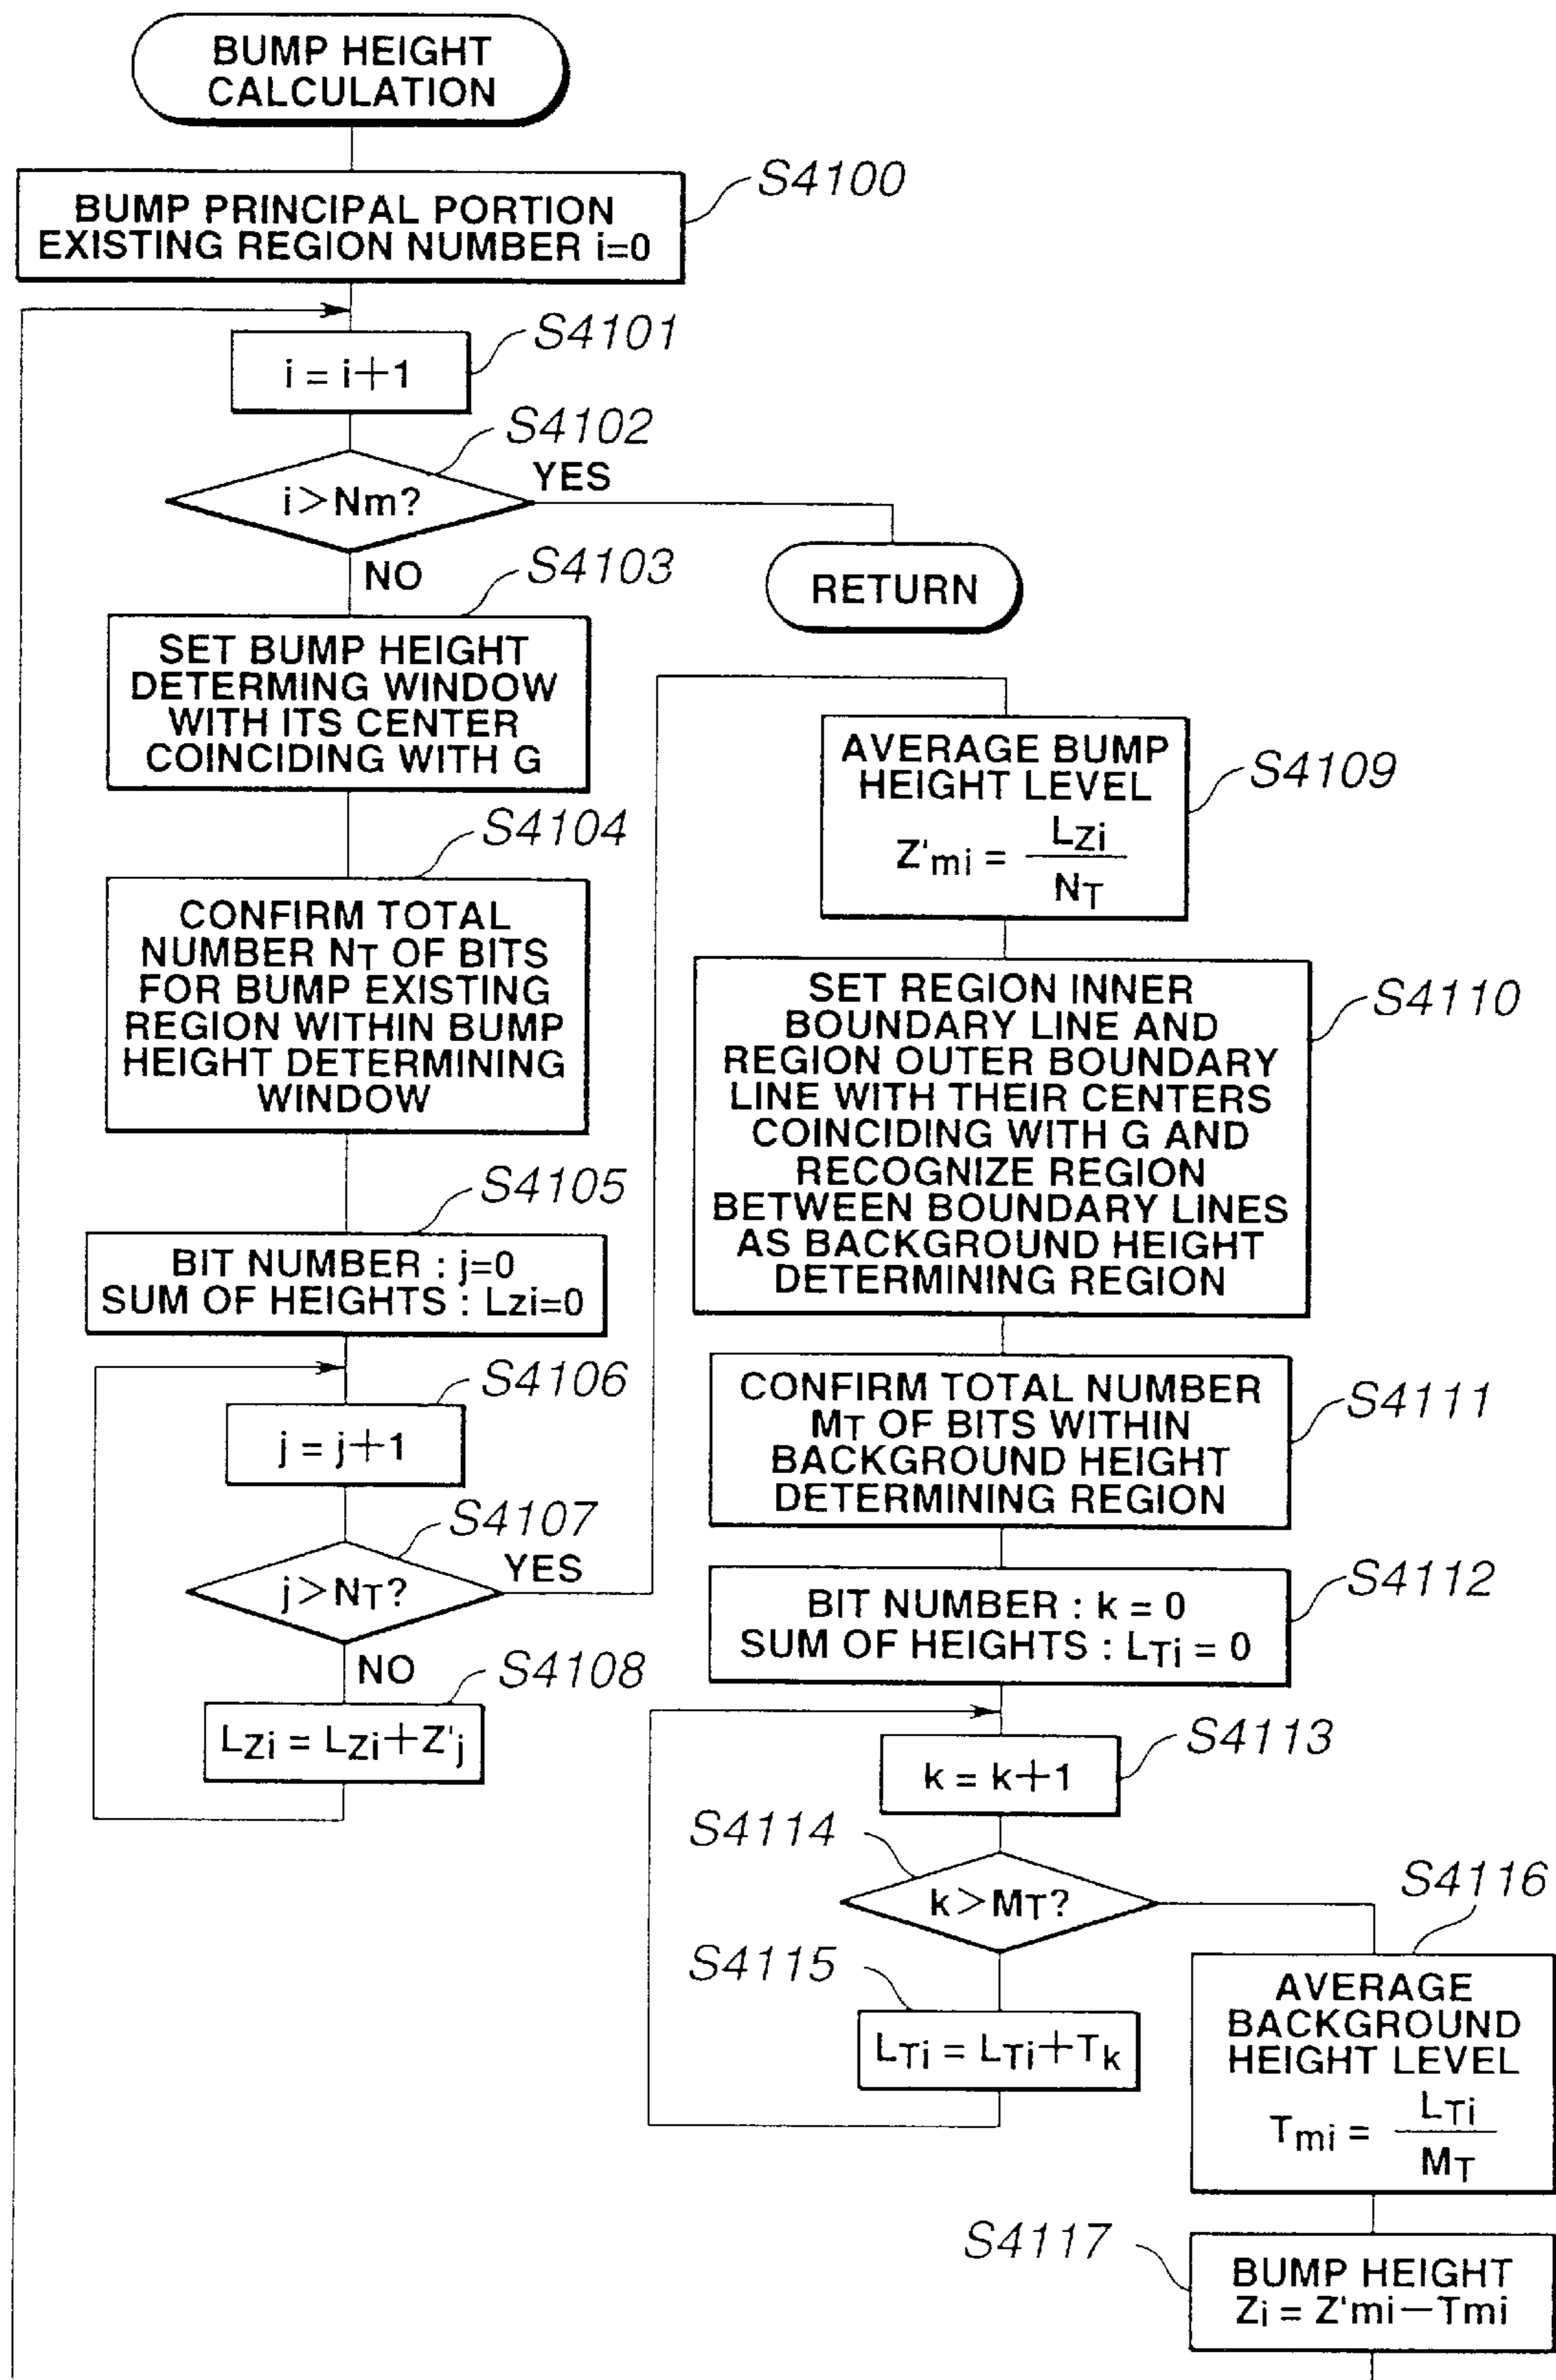 BUMP HEIGHT
CALCULATION
S4100
BUMP PRINCIPAL PORTION
EXISTING REGION NUMBER i=0
S4101
i = i+1
S4102
i>Nm?
YES
NO
RETURN
S4103
SET BUMP HEIGHT
DETERMING WINDOW
WITH ITS CENTER
COINCIDING WITH G
S4104
CONFIRM TOTAL
NUMBER NT OF BITS
FOR BUMP EXISTING
REGION WITHIN BUMP
HEIGHT DETERMINING
WINDOW
S4105
BIT NUMBER : j=0
SUM OF HEIGHTS : Lzi=0
S4106
j = j+1
S4107
j>NT?
YES
NO
S4108
Lzi = Lzi+Z'j
S4109
AVERAGE BUMP
HEIGHT LEVEL
Z'mi = Lzi
NT
S4110
SET REGION INNER
BOUNDARY LINE AND
REGION OUTER BOUNDARY
LINE WITH THEIR CENTERS
COINCIDING WITH G AND
RECOGNIZE REGION
BETWEEN BOUNDARY LINES
AS BACKGROUND HEIGHT
DETERMINING REGION
S4111
CONFIRM TOTAL NUMBER
MT OF BITS WITHIN
BACKGROUND HEIGHT
DETERMINING REGION
S4112
BIT NUMBER : k = 0
SUM OF HEIGHTS : LTi = 0
S4113
k = k+1
S4114
k>MT?
S4115
LTi = LTi+Tk
S4116
AVERAGE
BACKGROUND
HEIGHT LEVEL
Tmi = LTi
MT
S4117
BUMP HEIGHT
Zi = Z'mi−Tmi